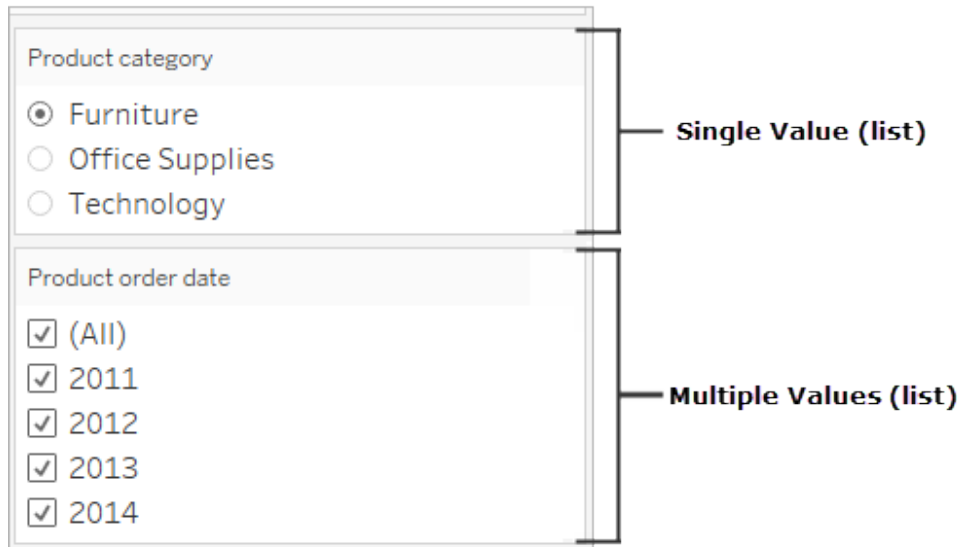 Product category
Furniture
Office Supplies
Technology
Single Value (list)
Product order date
(All)
2011
2012
2013
2014
Multiple Values (list)